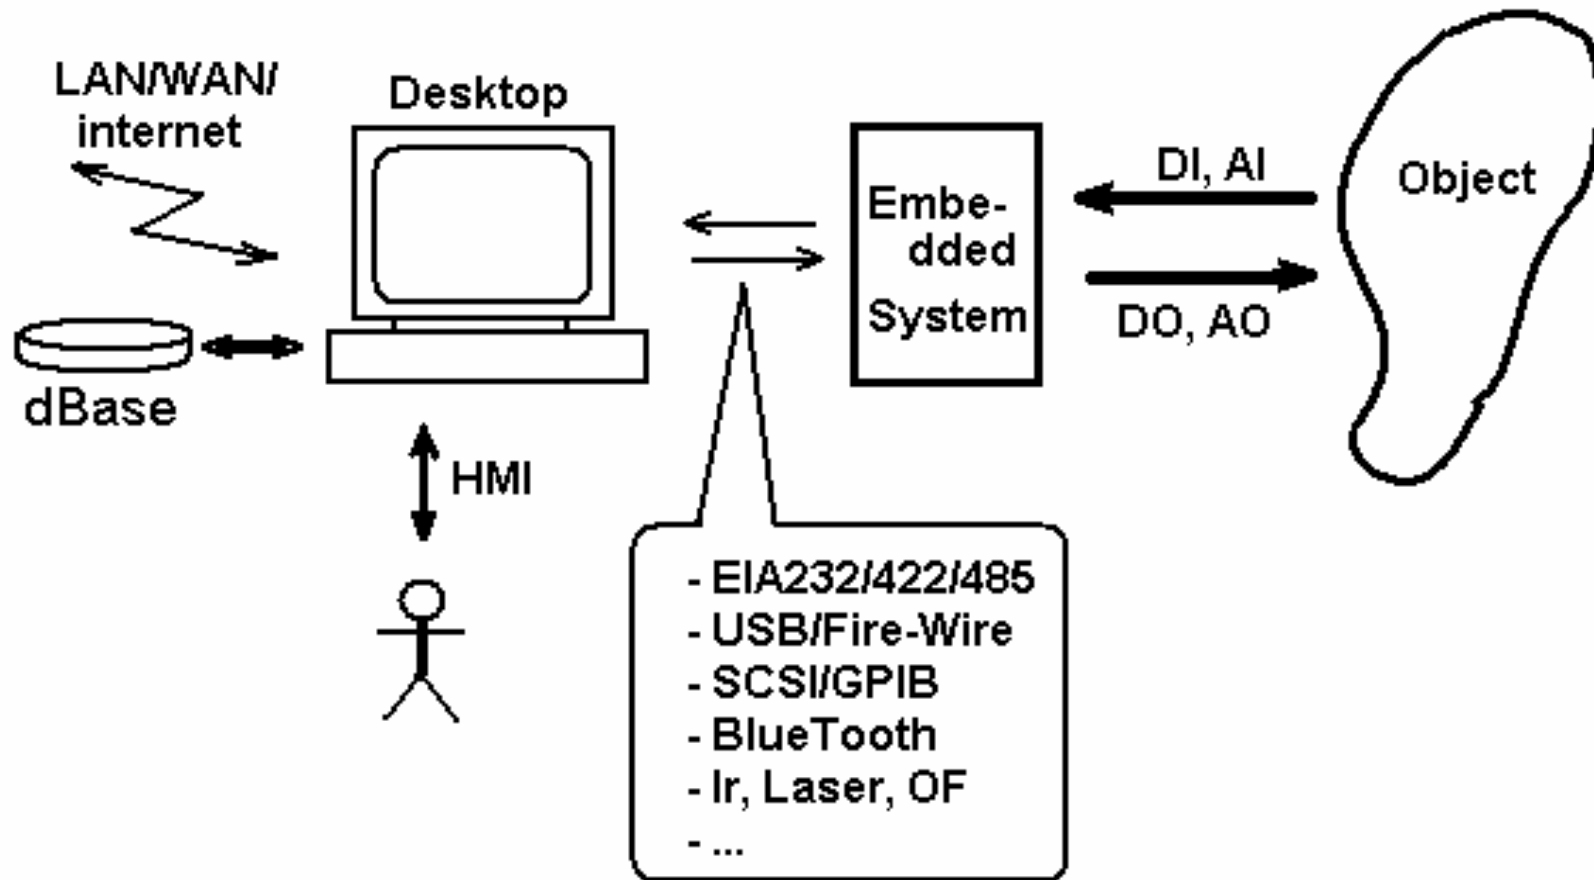 LAN/WAN/
internet
Desktop
dBase
HMI
Embe-
dded
System
DI, AI
DO, AO
Object
- EIA232/422/485
- USB/Fire-Wire
- SCSI/GPIB
- BlueTooth
- Ir, Laser, OF
- ...